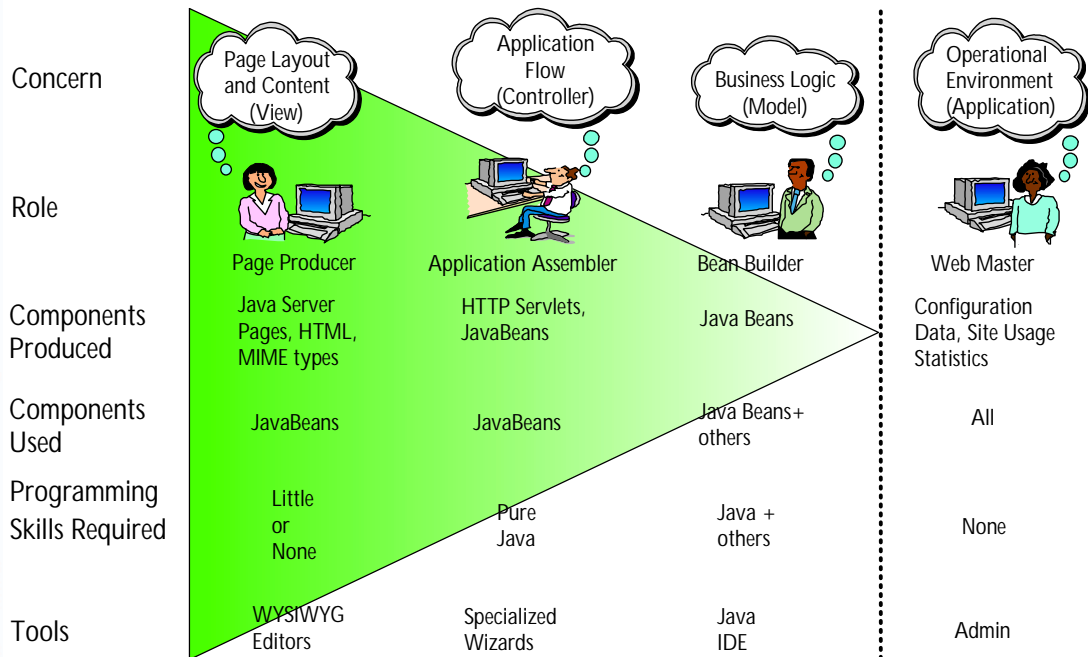 Concern
Page Layout
and Content
(View)
Application
Flow
(Controller)
Business Logic
(Model)
Operational
Environment
(Application)
Role
Page Producer
Application Assembler
Bean Builder
Web Master
Components
Produced
Java Server
Pages, HTML,
MIME types
HTTP Servlets,
JavaBeans
Java Beans
Configuration
Data, Site Usage
Statistics
Components
Used
JavaBeans
JavaBeans
Java Beans+
others
All
Programming
Skills Required
Little
or
None
Pure
Java
Java +
others
None
Tools
WYSIWYG
Editors
Specialized
Wizards
Java
IDE
Admin